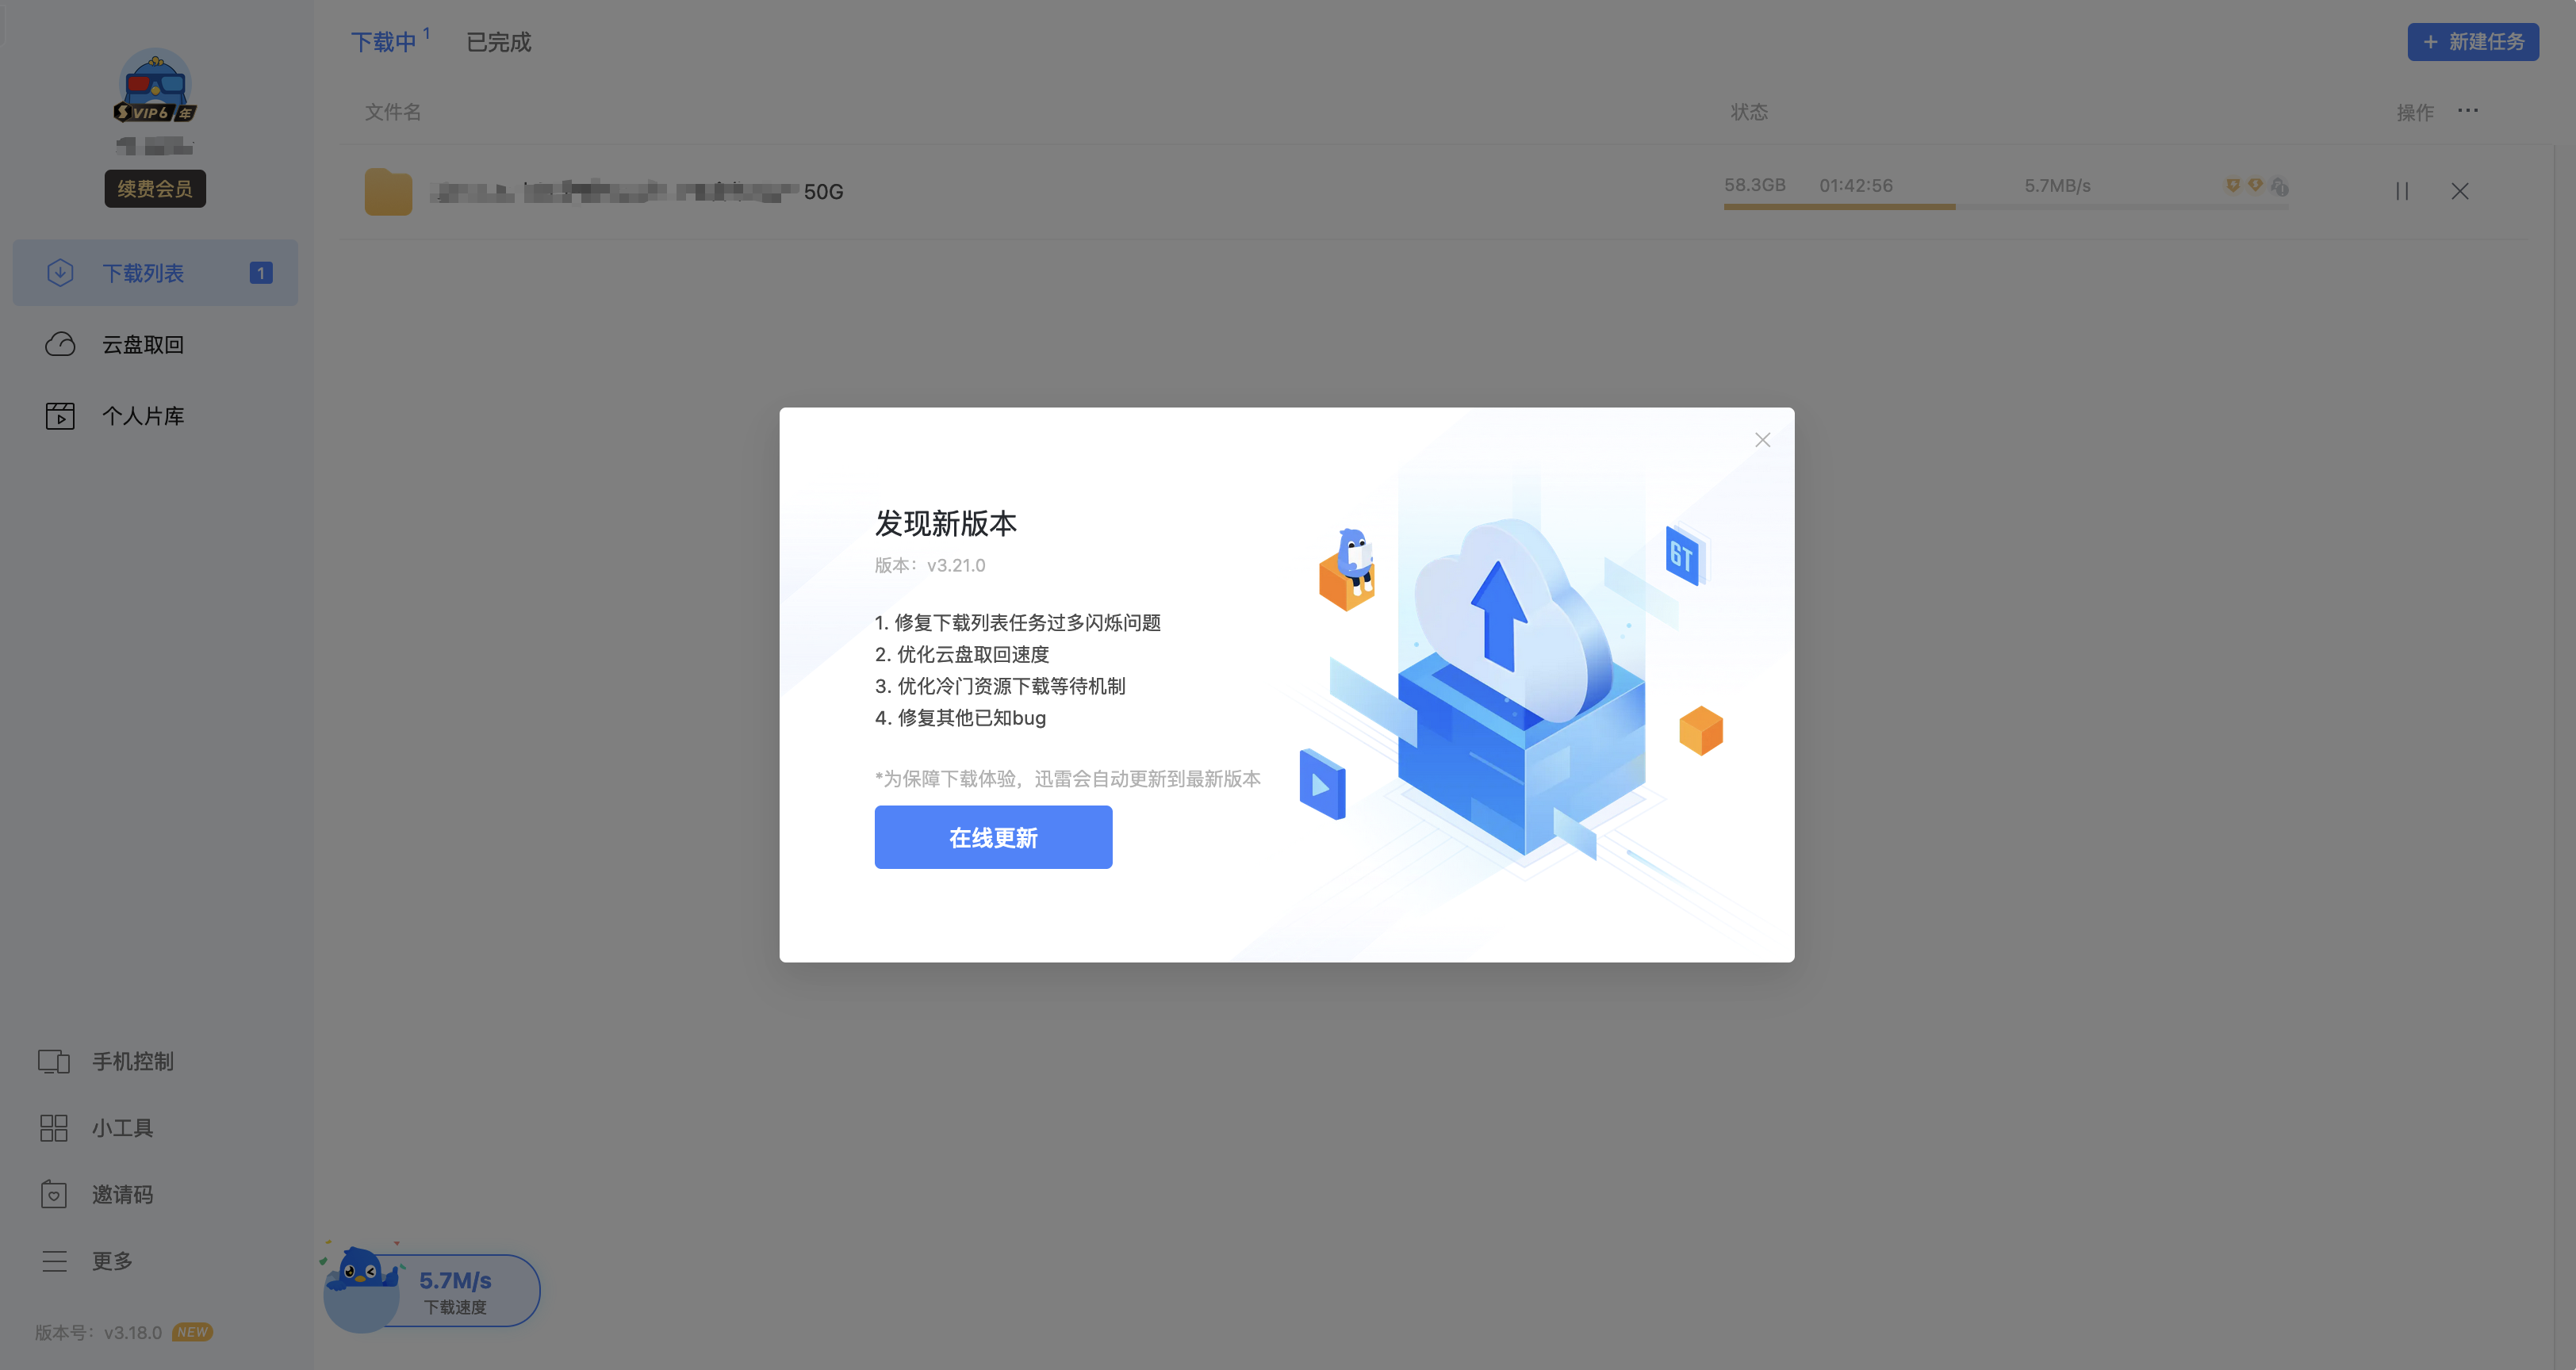 下载中 1 已完成
+ 新建任务
文件名 状态 操作 ···
50G 58.3GB 01:42:56 5.7MB/s
VIP6 年
续费会员
下载列表 1
云盘取回
个人片库
发现新版本
版本：v3.21.0
1. 修复下载列表任务过多闪烁问题
2. 优化云盘取回速度
3. 优化冷门资源下载等待机制
4. 修复其他已知bug
*为保障下载体验，迅雷会自动更新到最新版本
在线更新
6T
手机控制
小工具
邀请码
更多
5.7M/s
下载速度
版本号：v3.18.0 NEW